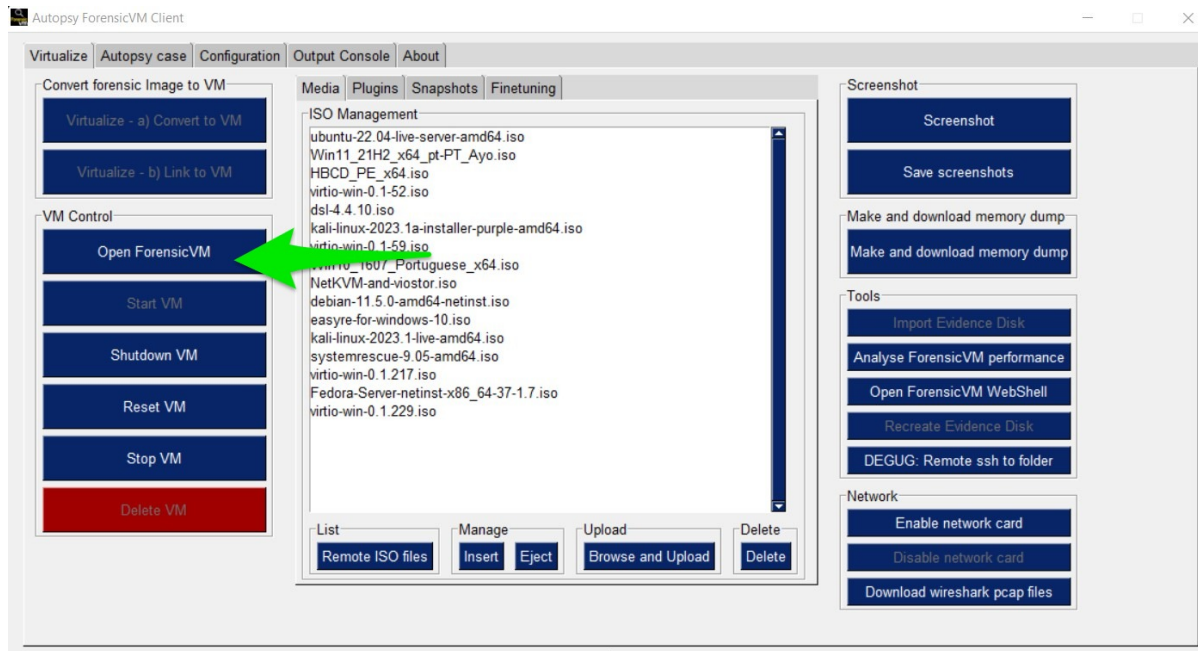 Autopsy ForensicVM Client
Virtualize
Autopsy case
Configuration
Output Console
About
Convert forensic Image to VM
Virtualize - a) Convert to VM
Virtualize - b) Link to VM
VM Control
Open ForensicVM
Start VM
Shutdown VM
Reset VM
Stop VM
Delete VM
Media
Plugins
Snapshots
Finetuning
ISO Management
ubuntu-22.04-live-server-amd64.iso
Win11_21H2_x64_pt-PT_Ayo.iso
HBCD_PE_x64.iso
virtio-win-0.1-52.iso
dsl-4.4.10.iso
kali-linux-2023.1a-installer-purple-amd64.iso
virtio-win-0.1-59.iso
Win10_1607_Portuguese_x64.iso
NetKVM-and-viostor.iso
debian-11.5.0-amd64-netinst.iso
easyre-for-windows-10.iso
kali-linux-2023.1-live-amd64.iso
systemrescue-9.05-amd64.iso
virtio-win-0.1.217.iso
Fedora-Server-netinst-x86_64-37-1.7.iso
virtio-win-0.1.229.iso
List
Remote ISO files
Manage
Insert
Eject
Upload
Browse and Upload
Delete
Delete
Screenshot
Screenshot
Save screenshots
Make and download memory dump
Make and download memory dump
Tools
Import Evidence Disk
Analyse ForensicVM performance
Open ForensicVM WebShell
Recreate Evidence Disk
DEGUG: Remote ssh to folder
Network
Enable network card
Disable network card
Download wireshark pcap files